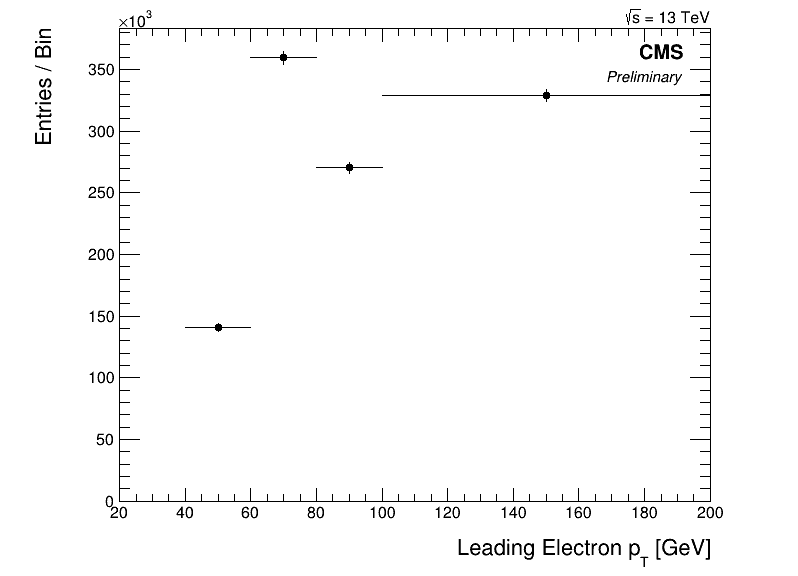 ×10³
√s = 13 TeV
CMS
Preliminary
Entries / Bin
350
300
250
200
150
100
50
0
20 40 60 80 100 120 140 160 180 200
Leading Electron p_T [GeV]